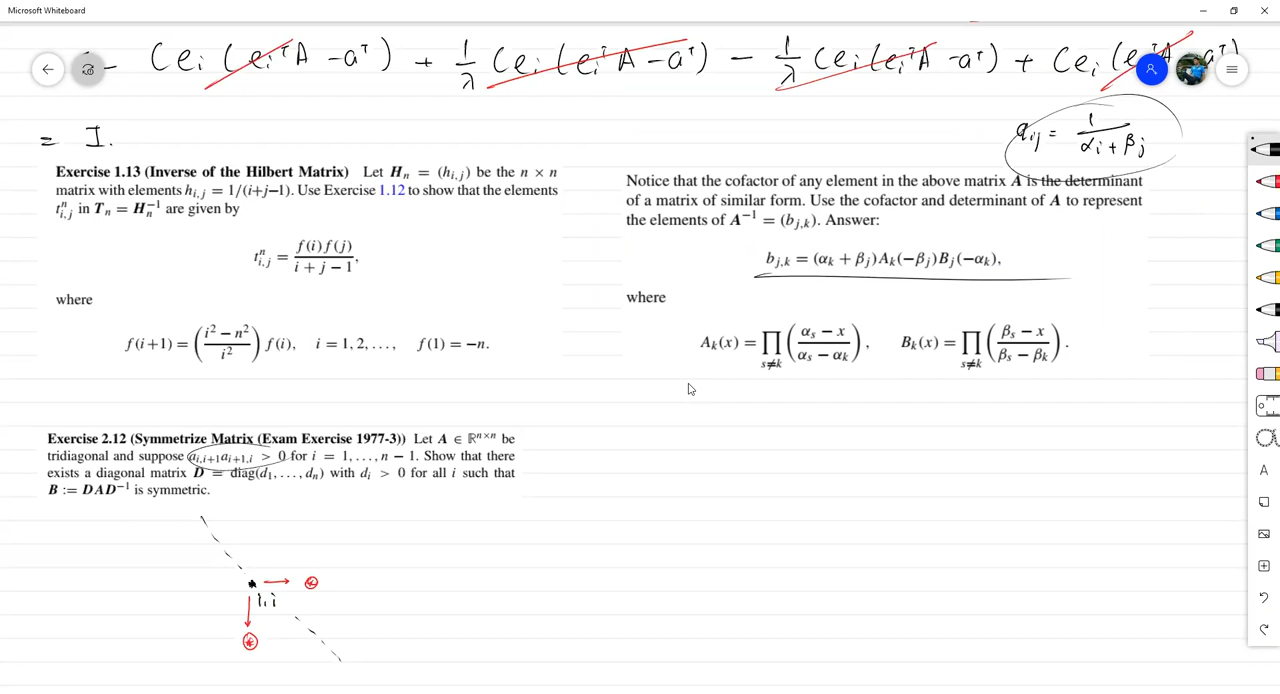 Microsoft Whiteboard
- Ceᵢ(eᵢᵀA - aᵀ) + 1/λ Ceᵢ(eᵢᵀA - aᵀ) - 1/λ Ceᵢ(eᵢᵀA - aᵀ) + Ceᵢ(eᵢᵀA - aᵀ)
= I.
Exercise 1.13 (Inverse of the Hilbert Matrix) Let Hₙ = (hᵢ,ⱼ) be the n × n
matrix with elements hᵢ,ⱼ = 1/(i+j−1). Use Exercise 1.12 to show that the elements
tⁿᵢ,ⱼ in Tₙ = Hₙ⁻¹ are given by
tⁿᵢ,ⱼ = f(i)f(j) / (i + j − 1),
where
f(i+1) = ((i² − n²)/i²) f(i), i = 1, 2, . . . , f(1) = −n.
aᵢⱼ = 1/(αᵢ + βⱼ)
Notice that the cofactor of any element in the above matrix A is the determinant
of a matrix of similar form. Use the cofactor and determinant of A to represent
the elements of A⁻¹ = (bⱼ,ₖ). Answer:
bⱼ,ₖ = (αₖ + βⱼ)Aₖ(−βⱼ)Bⱼ(−αₖ),
where
Aₖ(x) = ∏ s≠k ((αₛ − x)/(αₛ − αₖ)), Bₖ(x) = ∏ s≠k ((βₛ − x)/(βₛ − βₖ)).
Exercise 2.12 (Symmetrize Matrix (Exam Exercise 1977-3)) Let A ∈ ℝⁿˣⁿ be
tridiagonal and suppose aᵢ,ᵢ₊₁aᵢ₊₁,ᵢ > 0 for i = 1, . . . , n − 1. Show that there
exists a diagonal matrix D = diag(d₁, . . . , dₙ) with dᵢ > 0 for all i such that
B := DAD⁻¹ is symmetric.
i,i
A